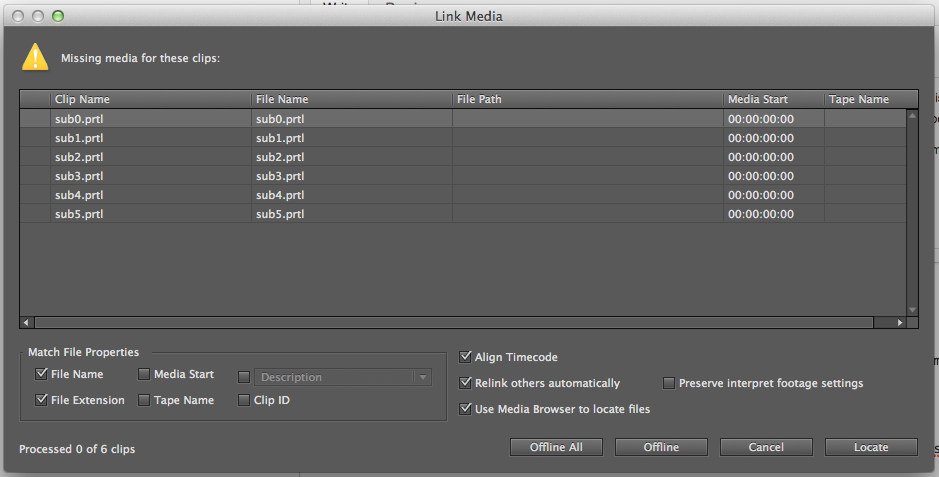 Link Media
Missing media for these clips:
Clip Name File Name File Path Media Start Tape Name
sub0.prtl sub0.prtl 00:00:00:00
sub1.prtl sub1.prtl 00:00:00:00
sub2.prtl sub2.prtl 00:00:00:00
sub3.prtl sub3.prtl 00:00:00:00
sub4.prtl sub4.prtl 00:00:00:00
sub5.prtl sub5.prtl 00:00:00:00
Match File Properties
File Name Media Start Description
File Extension Tape Name Clip ID
Align Timecode
Relink others automatically Preserve interpret footage settings
Use Media Browser to locate files
Processed 0 of 6 clips
Offline All Offline Cancel Locate